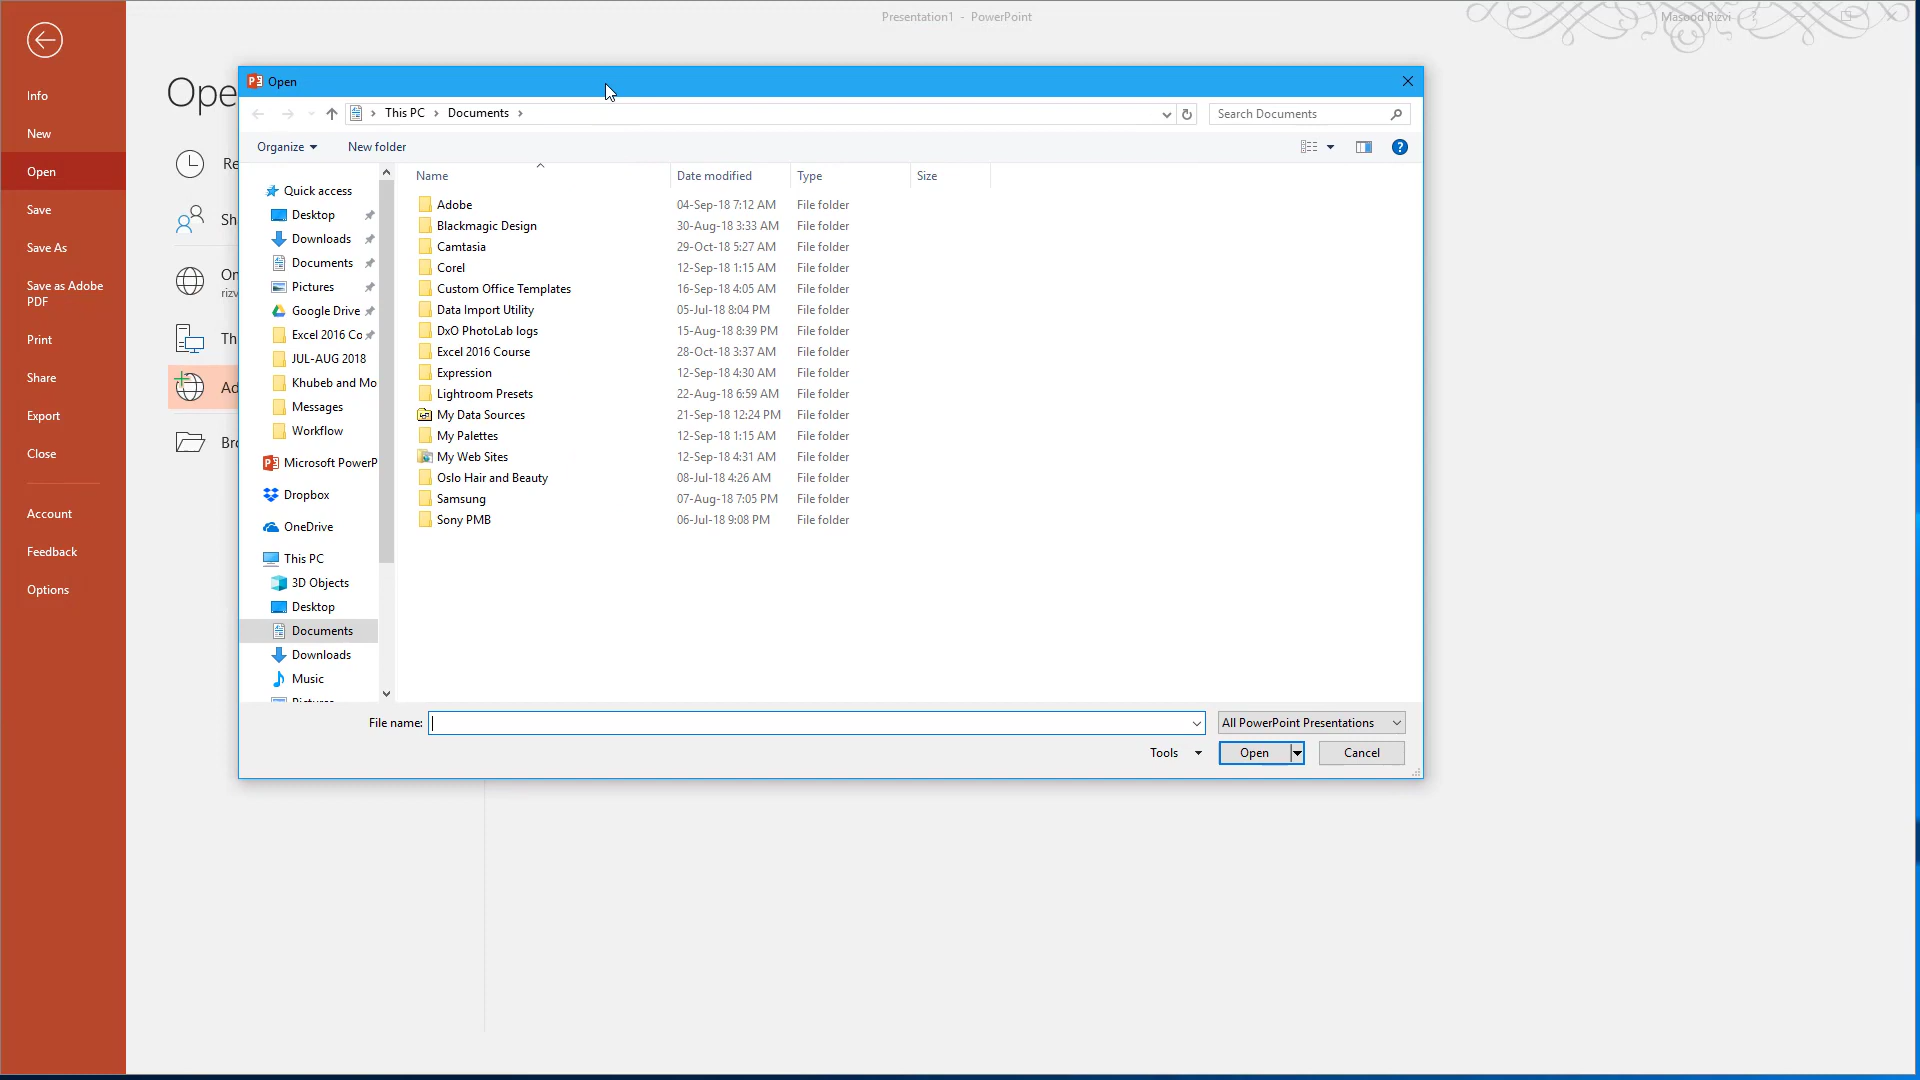 Presentation1 - PowerPoint
Masood Rizvi ?
Info
New
Open
Save
Save As
Save as Adobe
PDF
Print
Share
Export
Close
Account
Feedback
Options
Ope
Re
Sh
On
rizv
Th
Ad
Bro
Open
This PC > Documents >
Search Documents
Organize
New folder
Quick access
Desktop
Downloads
Documents
Pictures
Google Drive
Excel 2016 Co
JUL-AUG 2018
Khubeb and Mo
Messages
Workflow
Microsoft PowerP
Dropbox
OneDrive
This PC
3D Objects
Desktop
Documents
Downloads
Music
Pictures
Name Date modified Type Size
Adobe 04-Sep-18 7:12 AM File folder
Blackmagic Design 30-Aug-18 3:33 AM File folder
Camtasia 29-Oct-18 5:27 AM File folder
Corel 12-Sep-18 1:15 AM File folder
Custom Office Templates 16-Sep-18 4:05 AM File folder
Data Import Utility 05-Jul-18 8:04 PM File folder
DxO PhotoLab logs 15-Aug-18 8:39 PM File folder
Excel 2016 Course 28-Oct-18 3:37 AM File folder
Expression 12-Sep-18 4:30 AM File folder
Lightroom Presets 22-Aug-18 6:59 AM File folder
My Data Sources 21-Sep-18 12:24 PM File folder
My Palettes 12-Sep-18 1:15 AM File folder
My Web Sites 12-Sep-18 4:31 AM File folder
Oslo Hair and Beauty 08-Jul-18 4:26 AM File folder
Samsung 07-Aug-18 7:05 PM File folder
Sony PMB 06-Jul-18 9:08 PM File folder
File name:
All PowerPoint Presentations
Tools
Open
Cancel